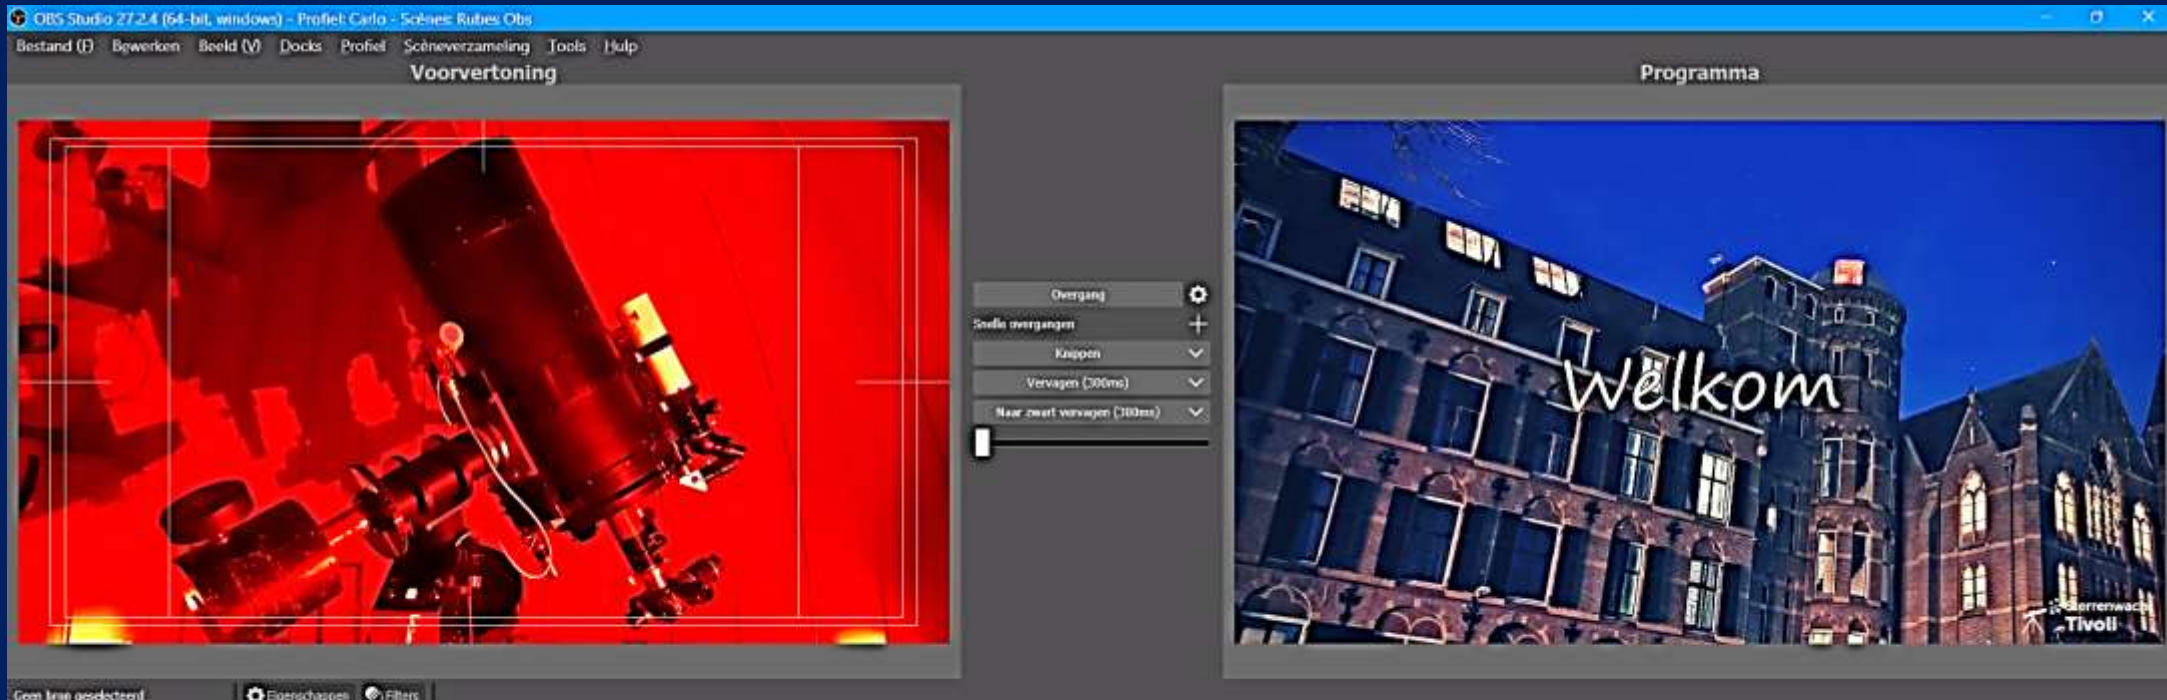 OBS Studio 27.2.4 (64-bit, windows) - Profiel: Carlo - Scènes: Rubes Obs
Bestand (F) Bewerken Beeld (V) Docks Profiel Scèneverzameling Tools Hulp
Voorvertoning
Programma
Overgang
Snelle overgangen
Knippen
Vervagen (300ms)
Naar zwart vervagen (300ms)
Welkom
Sterrenwacht
Tivoli
Geen bron geselecteerd
Eigenschappen
Filters